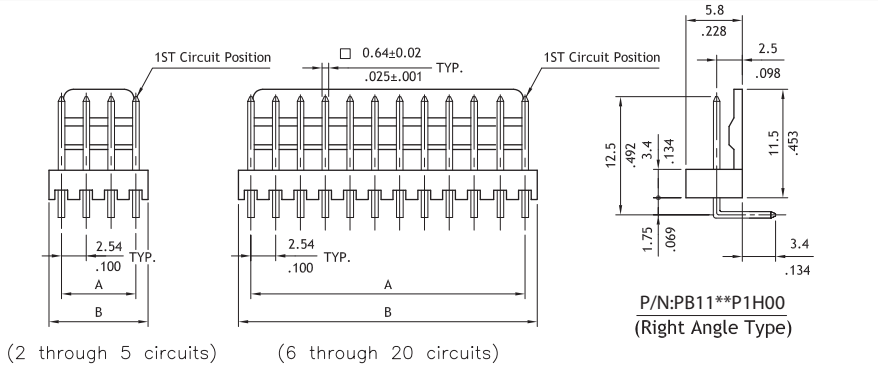 1ST Circuit Position
□ 0.64±0.02
.025±.001
TYP.
1ST Circuit Position
5.8
.228
2.5
.098
12.5
.492
3.4
.134
11.5
.453
1.75
.069
3.4
.134
2.54
.100
TYP.
A
B
2.54
.100
TYP.
A
B
P/N:PB11**P1H00
(Right Angle Type)
(2 through 5 circuits)
(6 through 20 circuits)